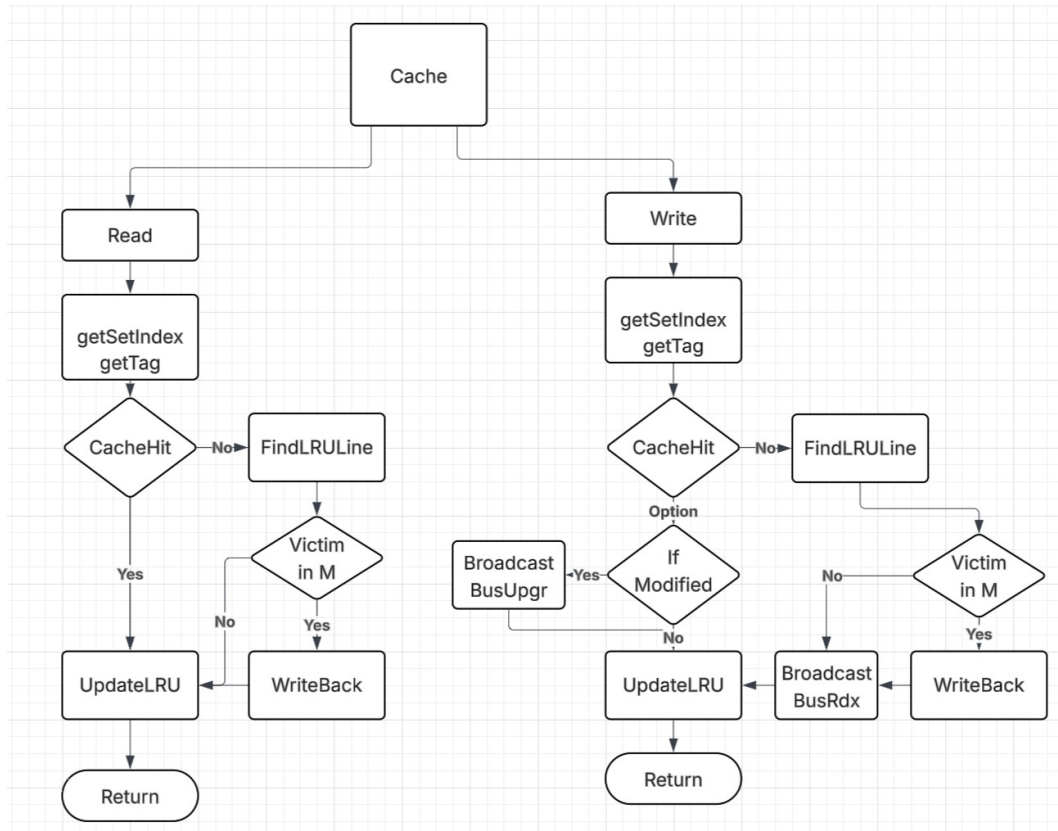 Cache
Read
getSetIndex
getTag
CacheHit
No
FindLRULine
Victim
in M
Yes
No
Yes
UpdateLRU
WriteBack
Return
Write
getSetIndex
getTag
CacheHit
No
FindLRULine
Option
If
Modified
Yes
Broadcast
BusUpgr
No
Victim
in M
No
Yes
UpdateLRU
Broadcast
BusRdx
WriteBack
Return